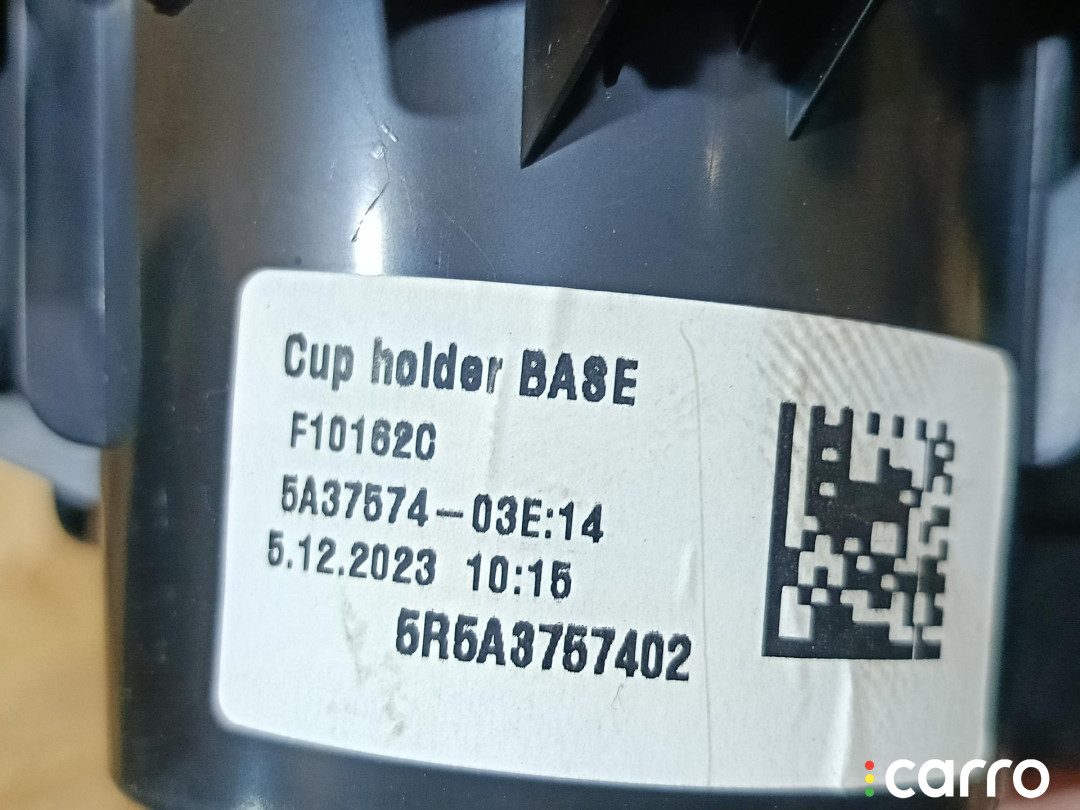 Cup holder BASE
F10162C
5A37574-03E:14
5.12.2023 10:15
5R5A3757402
carro